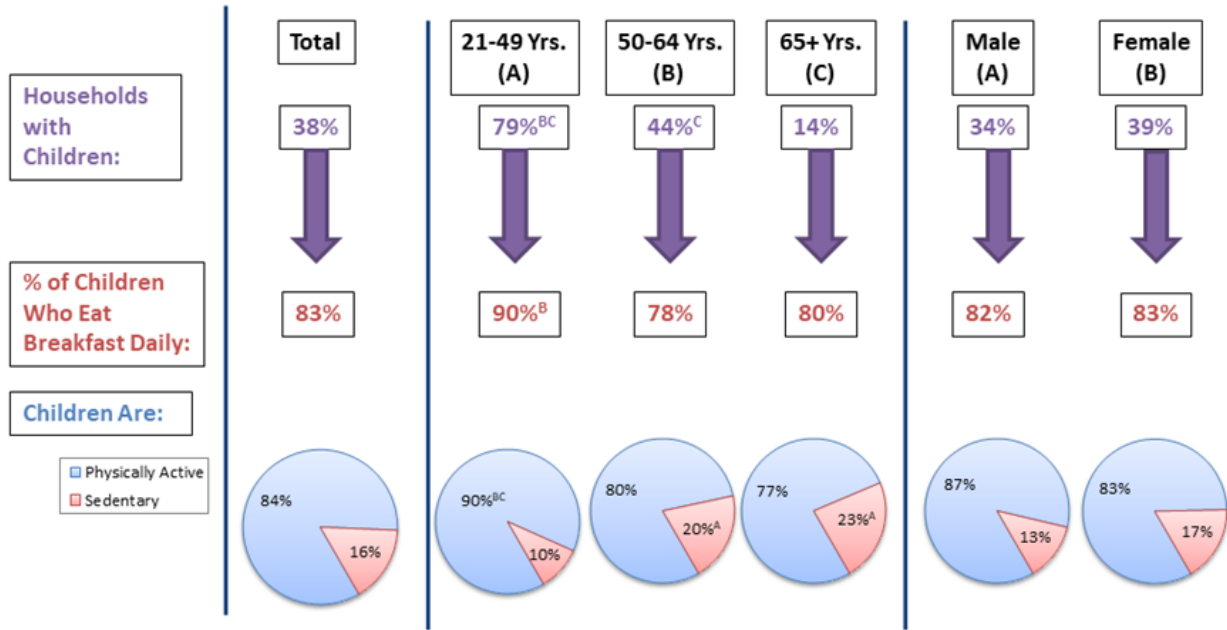 Total
21-49 Yrs.
(A)
50-64 Yrs.
(B)
65+ Yrs.
(C)
Male
(A)
Female
(B)
Households
with
Children:
38%
79%BC
44%C
14%
34%
39%
% of Children
Who Eat
Breakfast Daily:
83%
90%B
78%
80%
82%
83%
Children Are:
Physically Active
Sedentary
84%
16%
90%BC
10%
80%
20%A
77%
23%A
87%
13%
83%
17%